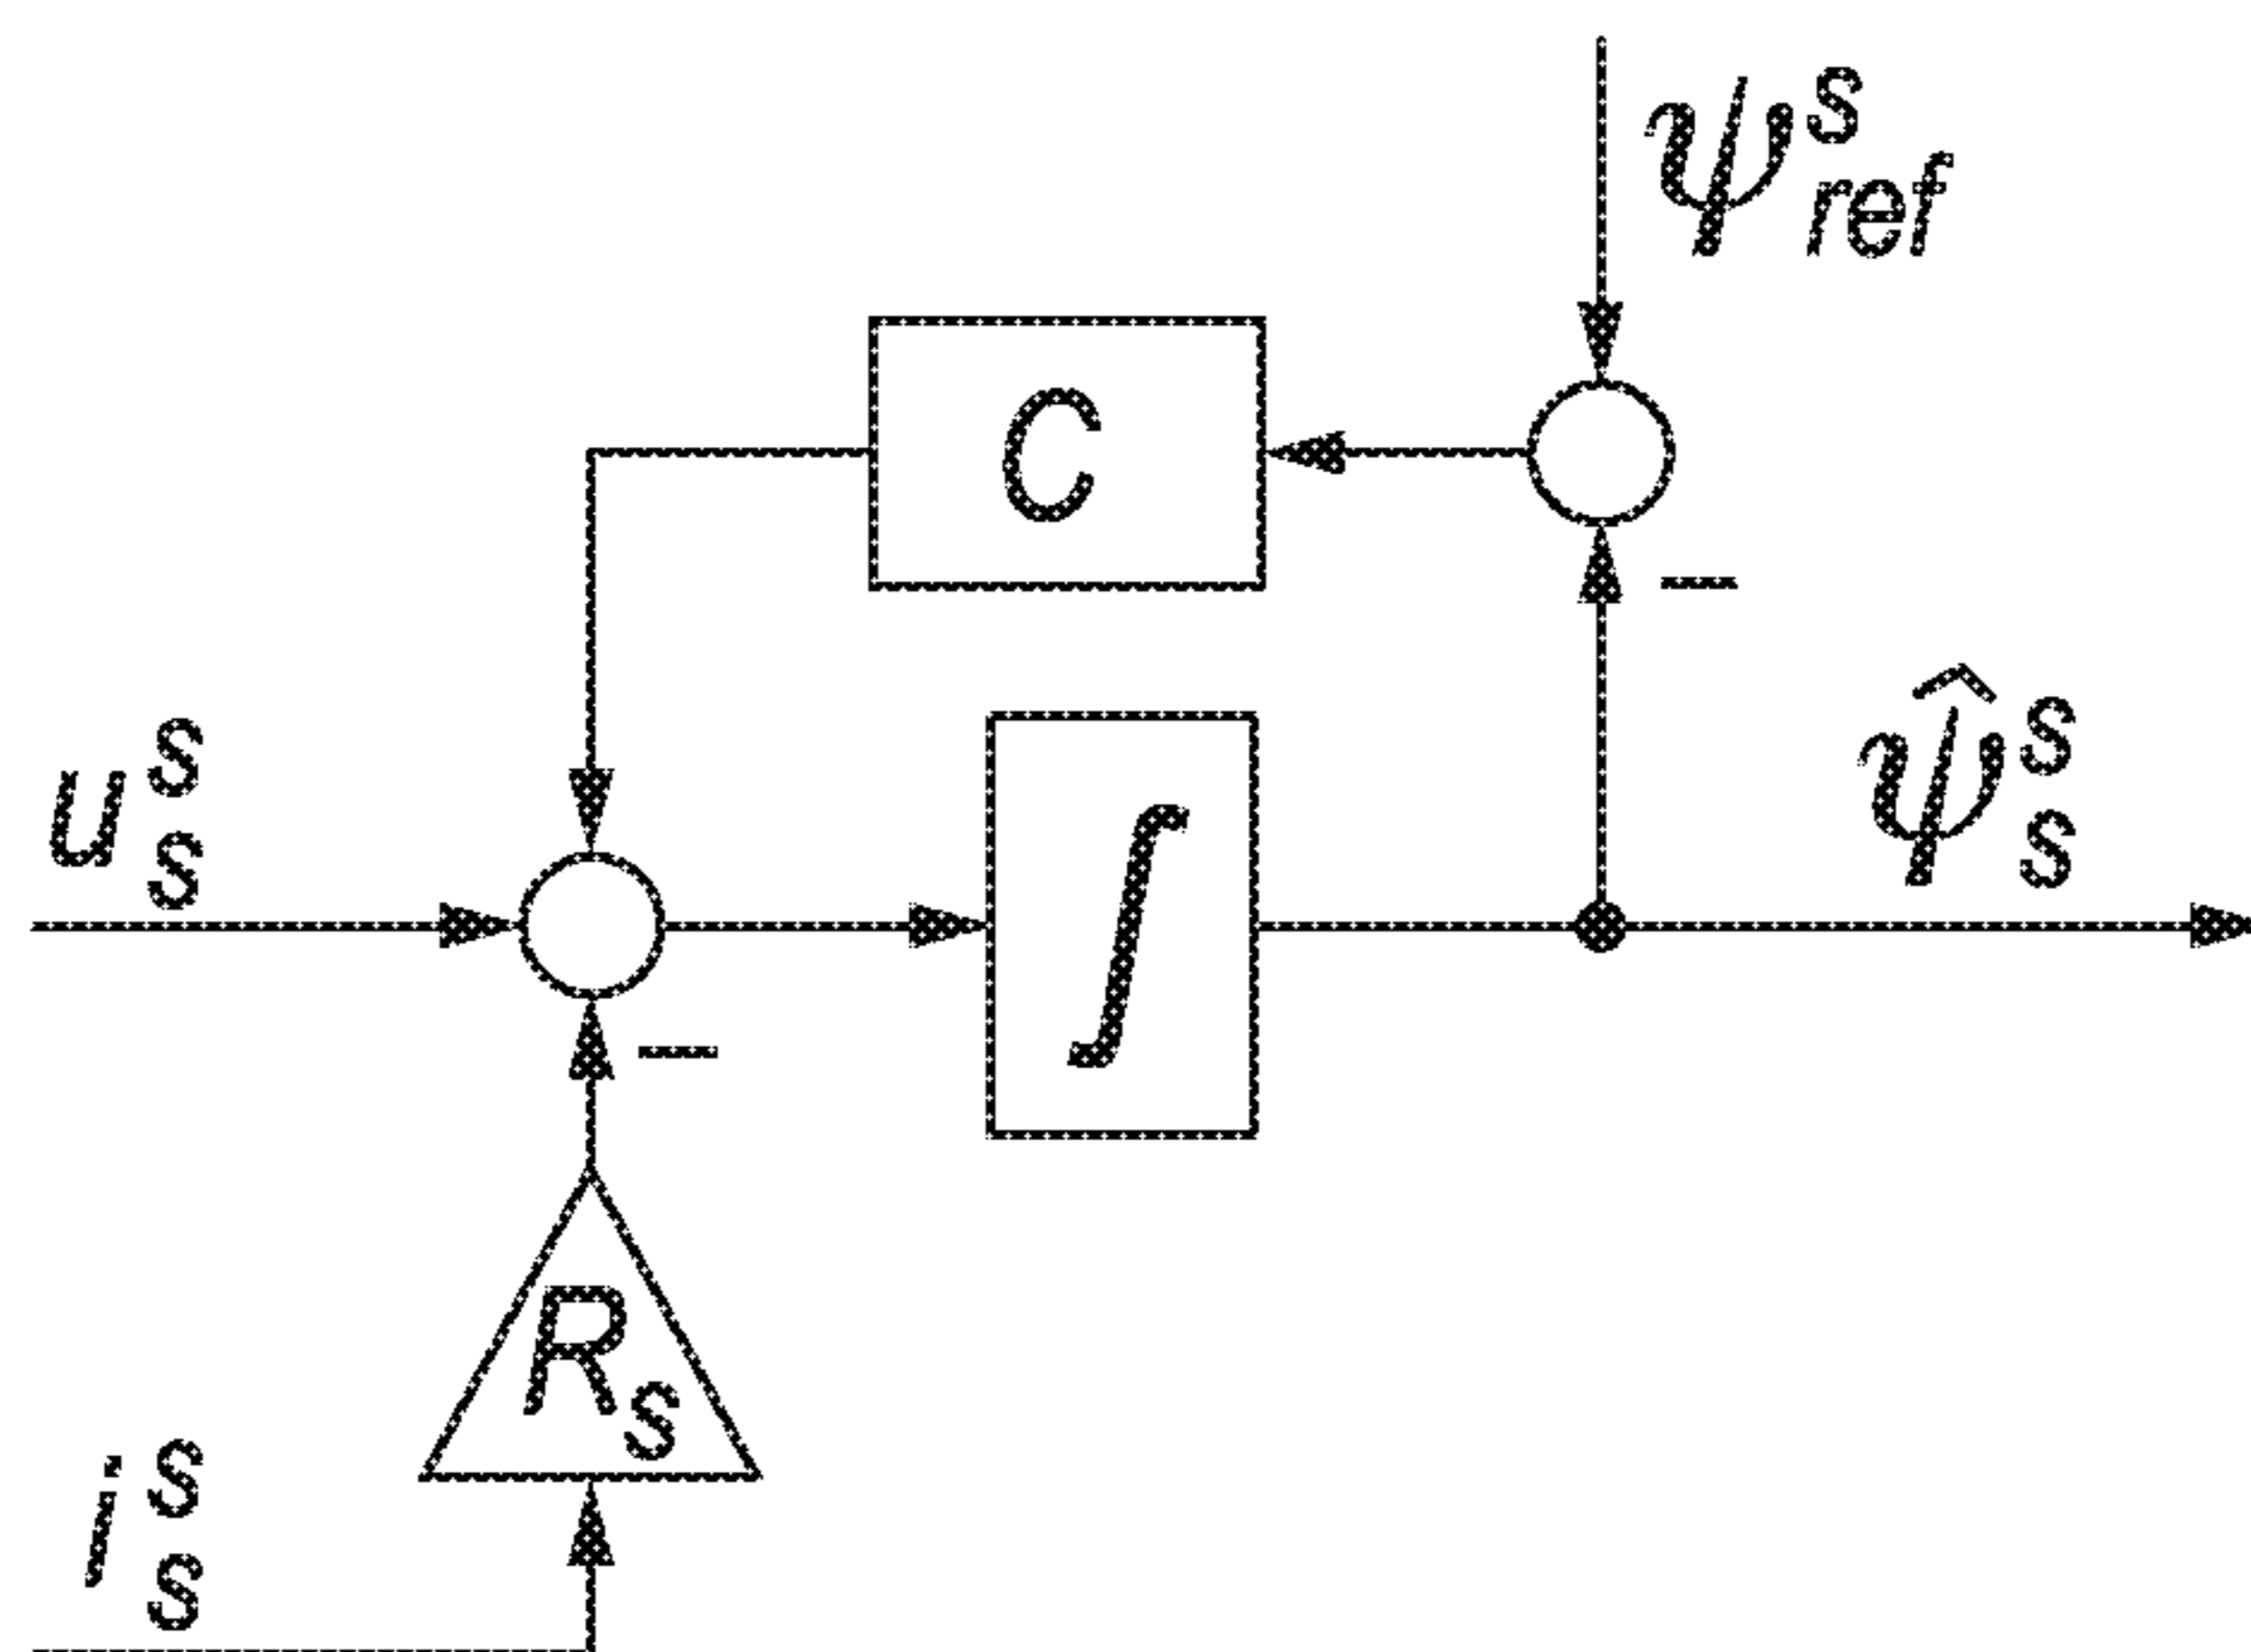 ψ^s_ref
C
−
u^s_s
∫
ψ̂^s_s
−
R_s
i^s_s